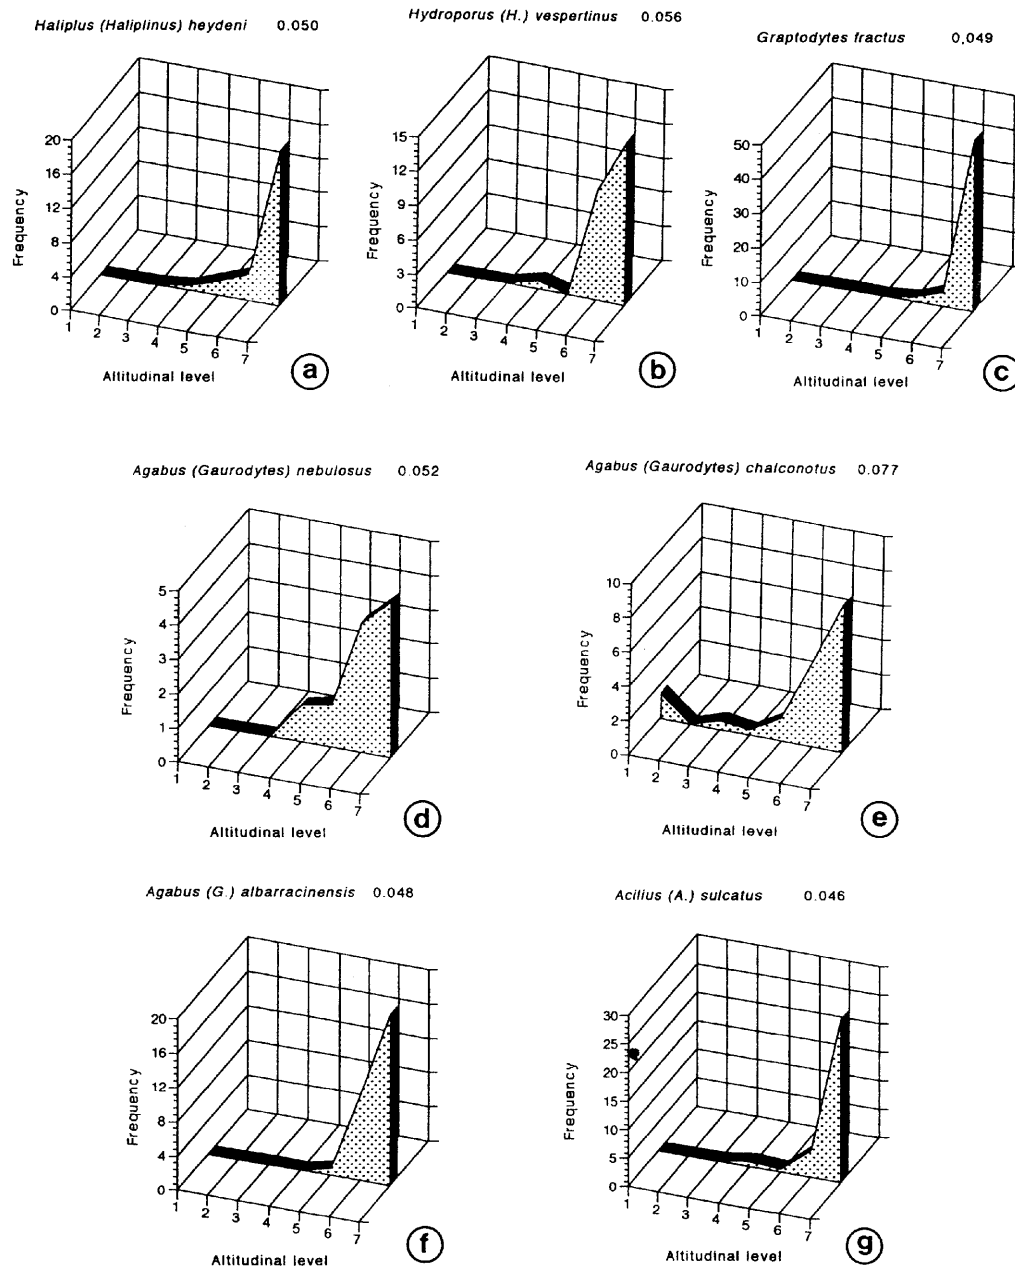 Haliplus (Haliplinus) heydeni 0.050
20
16
12
8
4
0
Frequency
1 2 3 4 5 6 7
Altitudinal level
a
Hydroporus (H.) vespertinus 0.056
15
12
9
6
3
0
Frequency
1 2 3 4 5 6 7
Altitudinal level
b
Graptodytes fractus 0,049
50
40
30
20
10
0
Frequency
1 2 3 4 5 6 7
Altitudinal level
c
Agabus (Gaurodytes) nebulosus 0.052
5
4
3
2
1
0
Frequency
1 2 3 4 5 6 7
Altitudinal level
d
Agabus (Gaurodytes) chalconotus 0.077
10
8
6
4
2
0
Frequency
1 2 3 4 5 6 7
Altitudinal level
e
Agabus (G.) albarracinensis 0.048
20
16
12
8
4
0
Frequency
1 2 3 4 5 6 7
Altitudinal level
f
Acilius (A.) sulcatus 0.046
30
25
20
15
10
5
0
Frequency
1 2 3 4 5 6 7
Altitudinal level
g